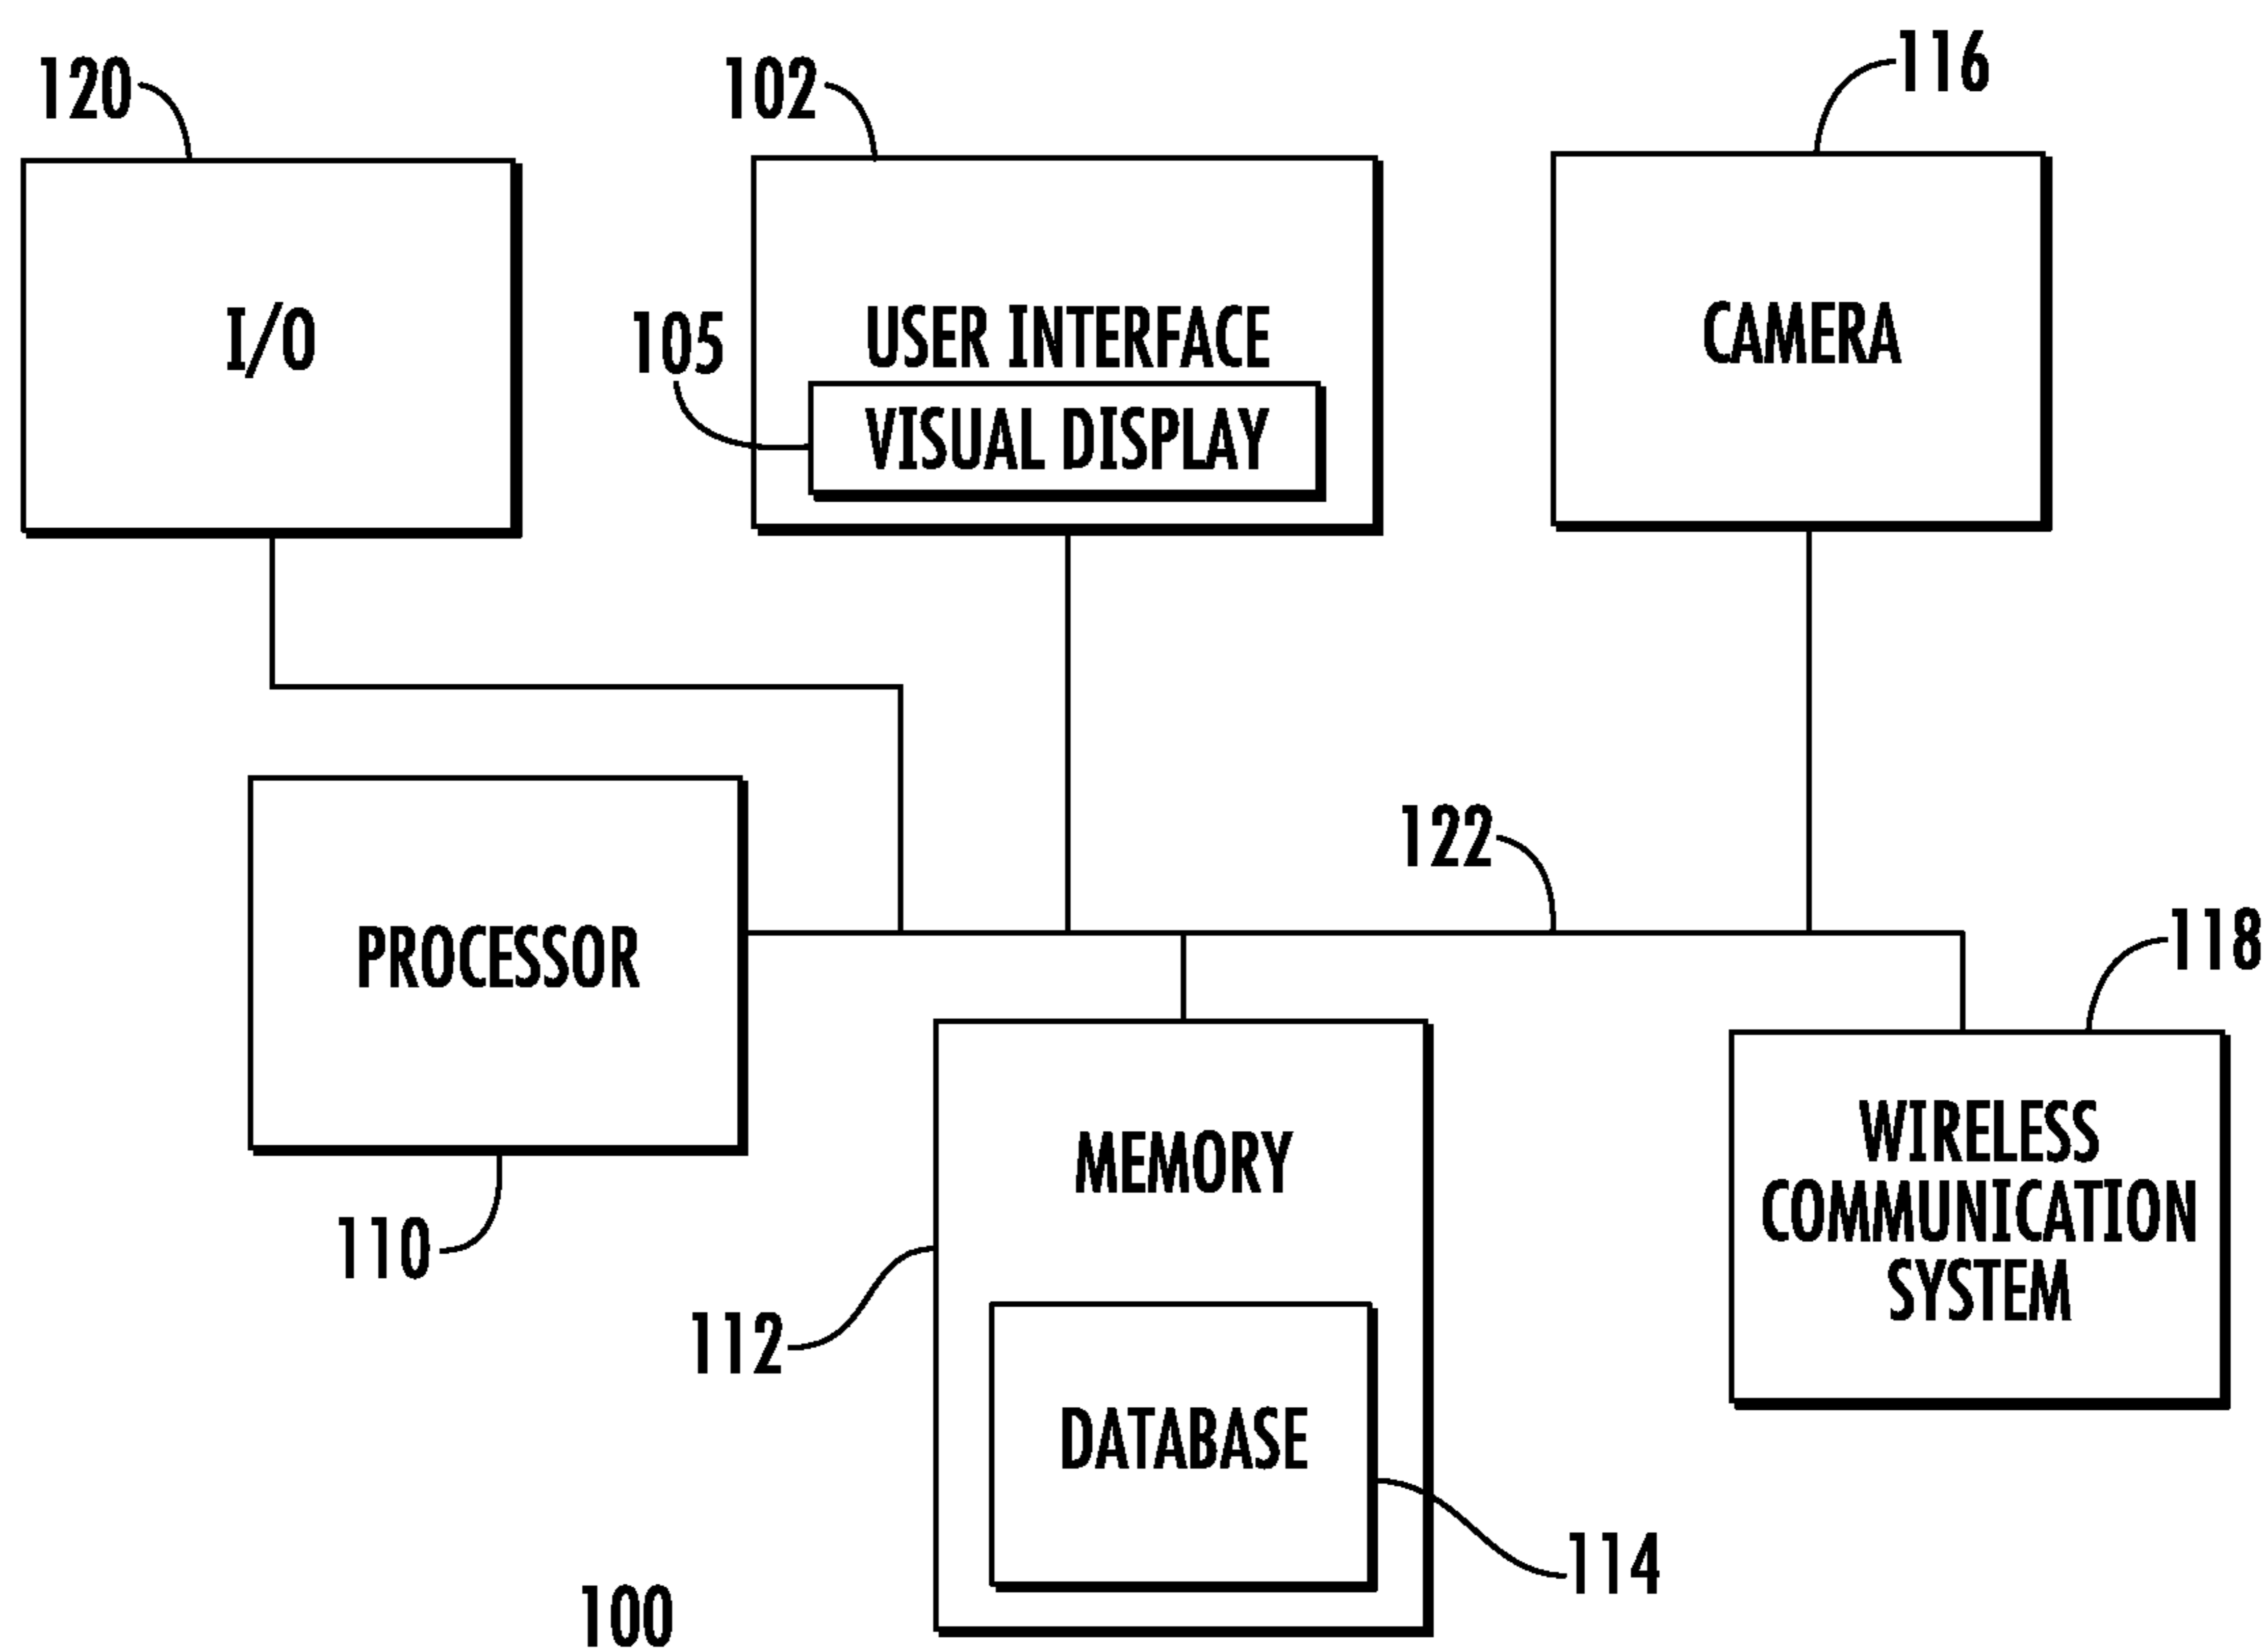 120
102
116
I/O
105
USER INTERFACE
VISUAL DISPLAY
CAMERA
122
PROCESSOR
118
110
MEMORY
WIRELESS
COMMUNICATION
SYSTEM
112
DATABASE
114
100